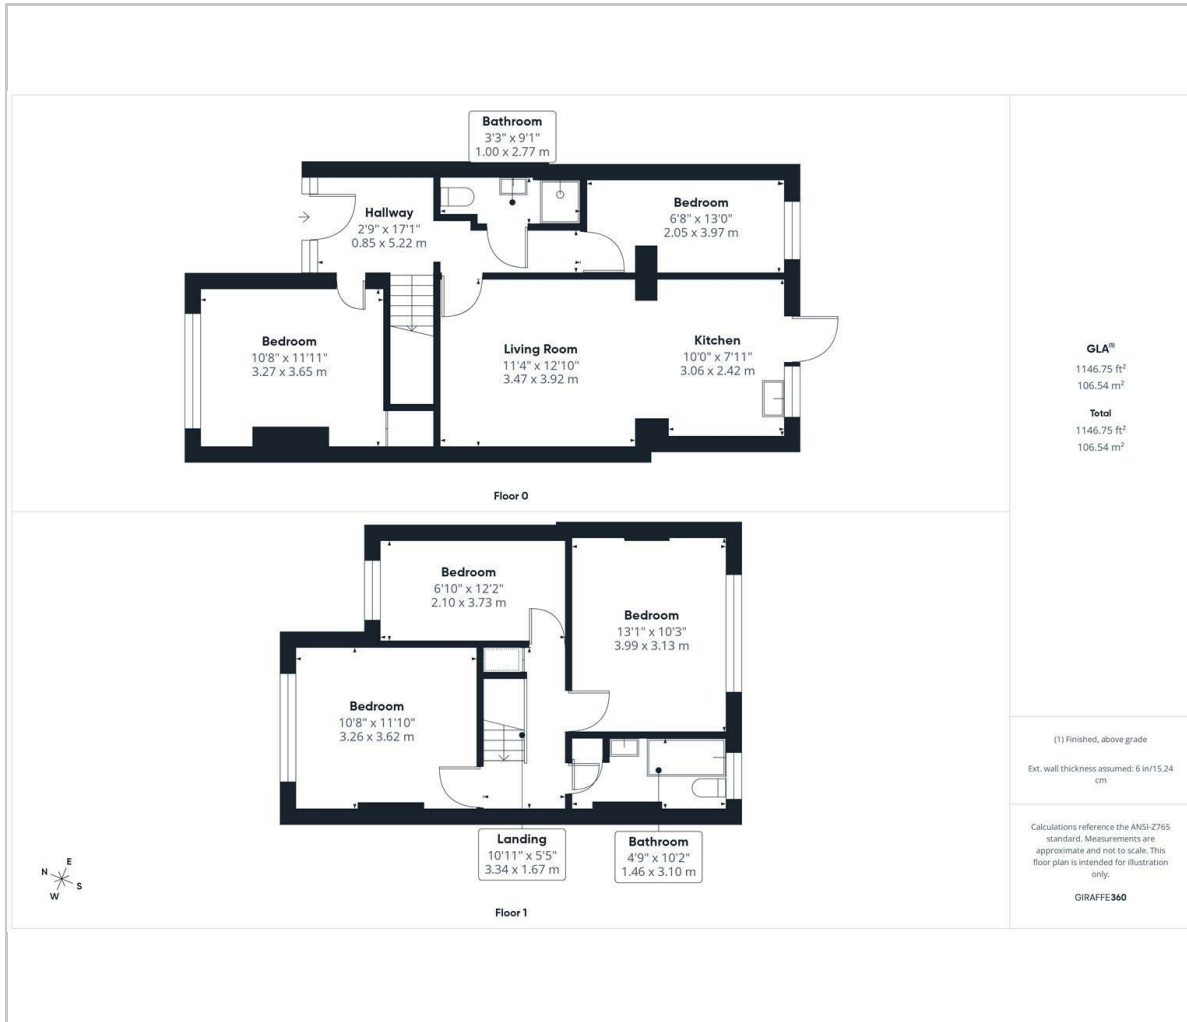 Bathroom
3'3" x 9'1"
1.00 x 2.77 m
Hallway
2'9" x 17'1"
0.85 x 5.22 m
Bedroom
6'8" x 13'0"
2.05 x 3.97 m
Bedroom
10'8" x 11'11"
3.27 x 3.65 m
Living Room
11'4" x 12'10"
3.47 x 3.92 m
Kitchen
10'0" x 7'11"
3.06 x 2.42 m
Floor 0
Bedroom
6'10" x 12'2"
2.10 x 3.73 m
Bedroom
13'1" x 10'3"
3.99 x 3.13 m
Bedroom
10'8" x 11'10"
3.26 x 3.62 m
Landing
10'11" x 5'5"
3.34 x 1.67 m
Bathroom
4'9" x 10'2"
1.46 x 3.10 m
Floor 1
N E S W
GLA(1)
1146.75 ft²
106.54 m²
Total
1146.75 ft²
106.54 m²
(1) Finished, above grade
Ext. wall thickness assumed: 6 in/15.24
cm
Calculations reference the ANSI-Z765
standard. Measurements are
approximate and not to scale. This
floor plan is intended for illustration
only.
GIRAFFE360